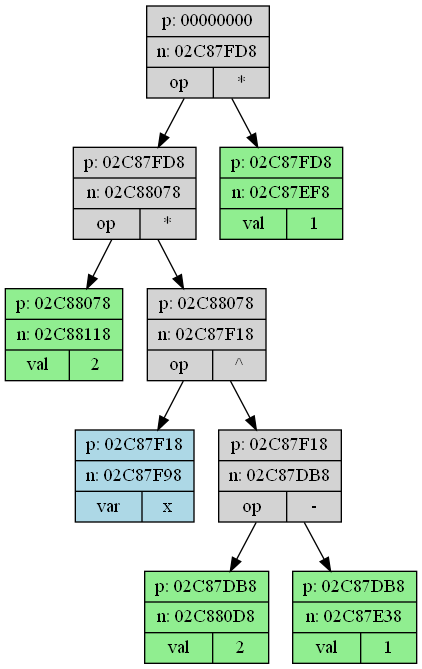 p: 00000000
n: 02C87FD8
op *
p: 02C87FD8
n: 02C88078
op *
p: 02C87FD8
n: 02C87EF8
val 1
p: 02C88078
n: 02C88118
val 2
p: 02C88078
n: 02C87F18
op ^
p: 02C87F18
n: 02C87F98
var x
p: 02C87F18
n: 02C87DB8
op -
p: 02C87DB8
n: 02C880D8
val 2
p: 02C87DB8
n: 02C87E38
val 1